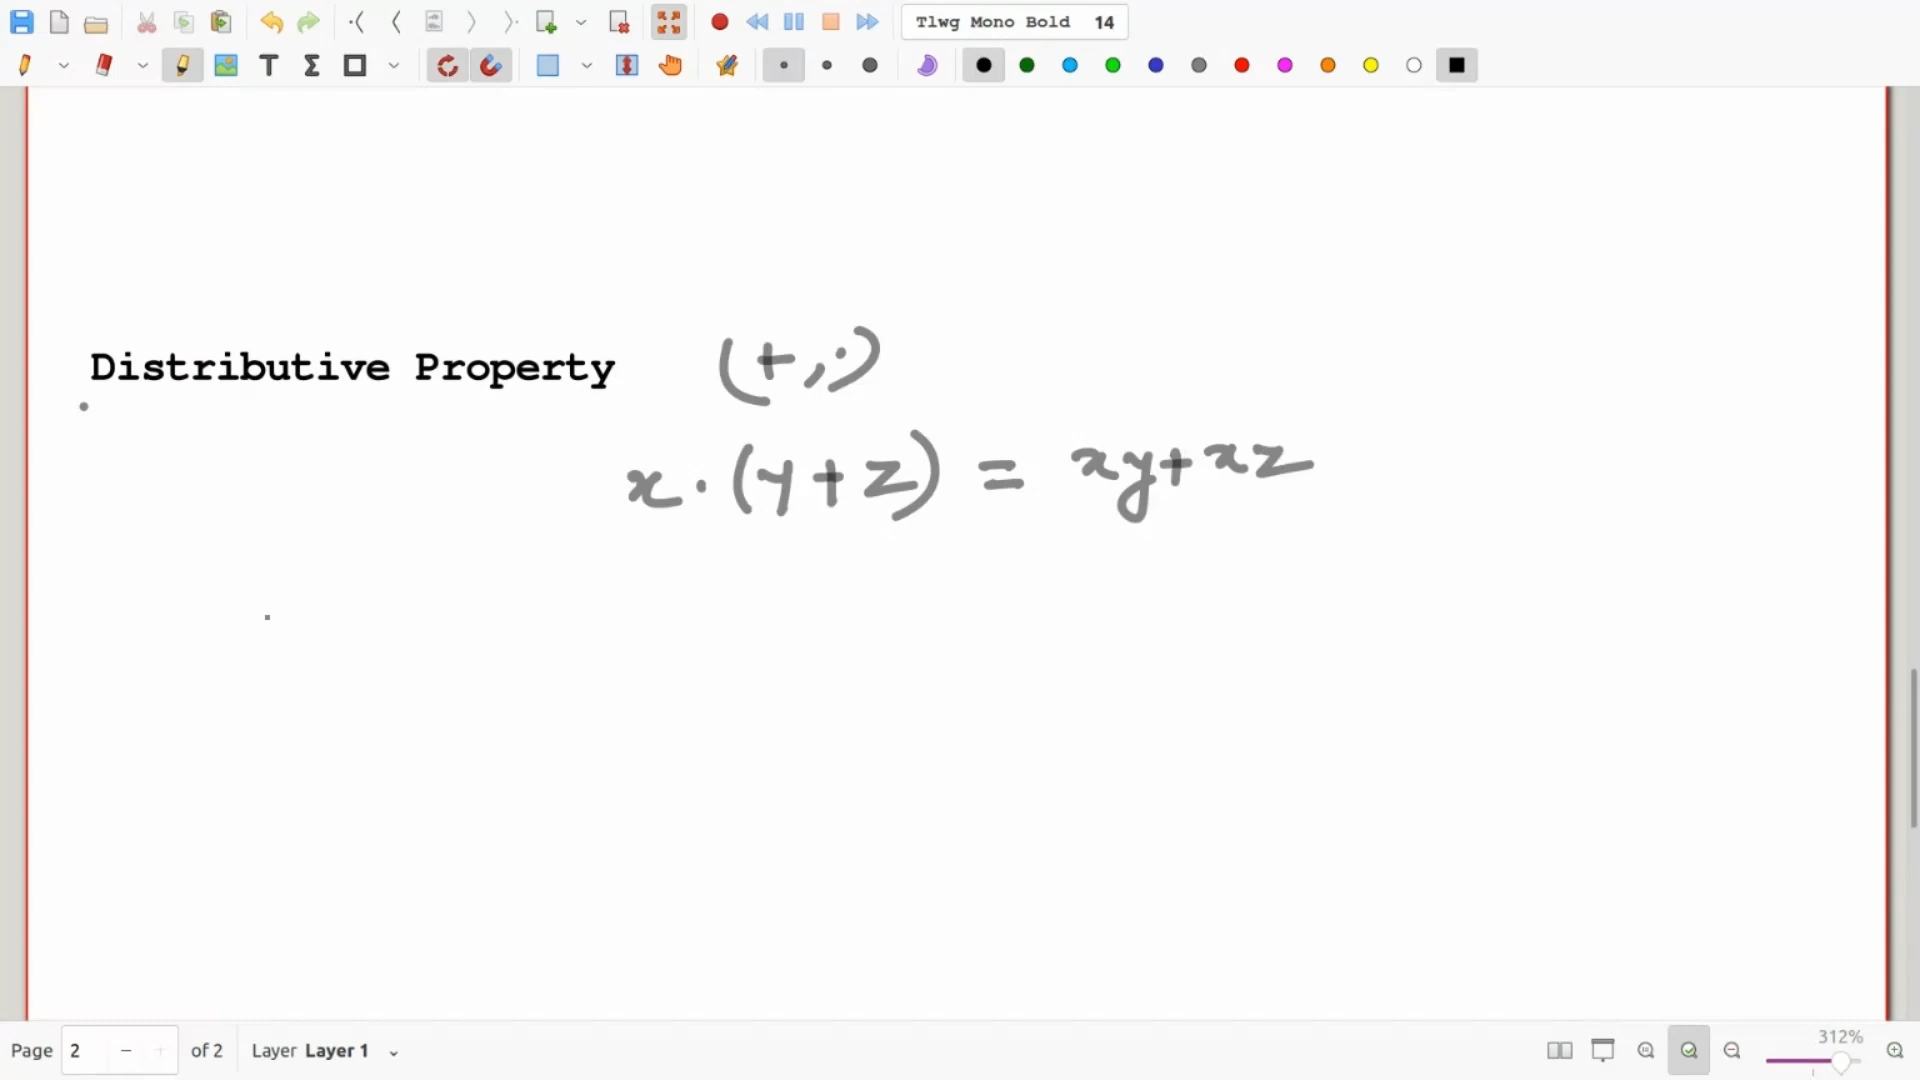 Tlwg Mono Bold 14
Distributive Property (+,·)
x·(y+z) = xy+xz
Page 2 of 2 Layer Layer 1 312%